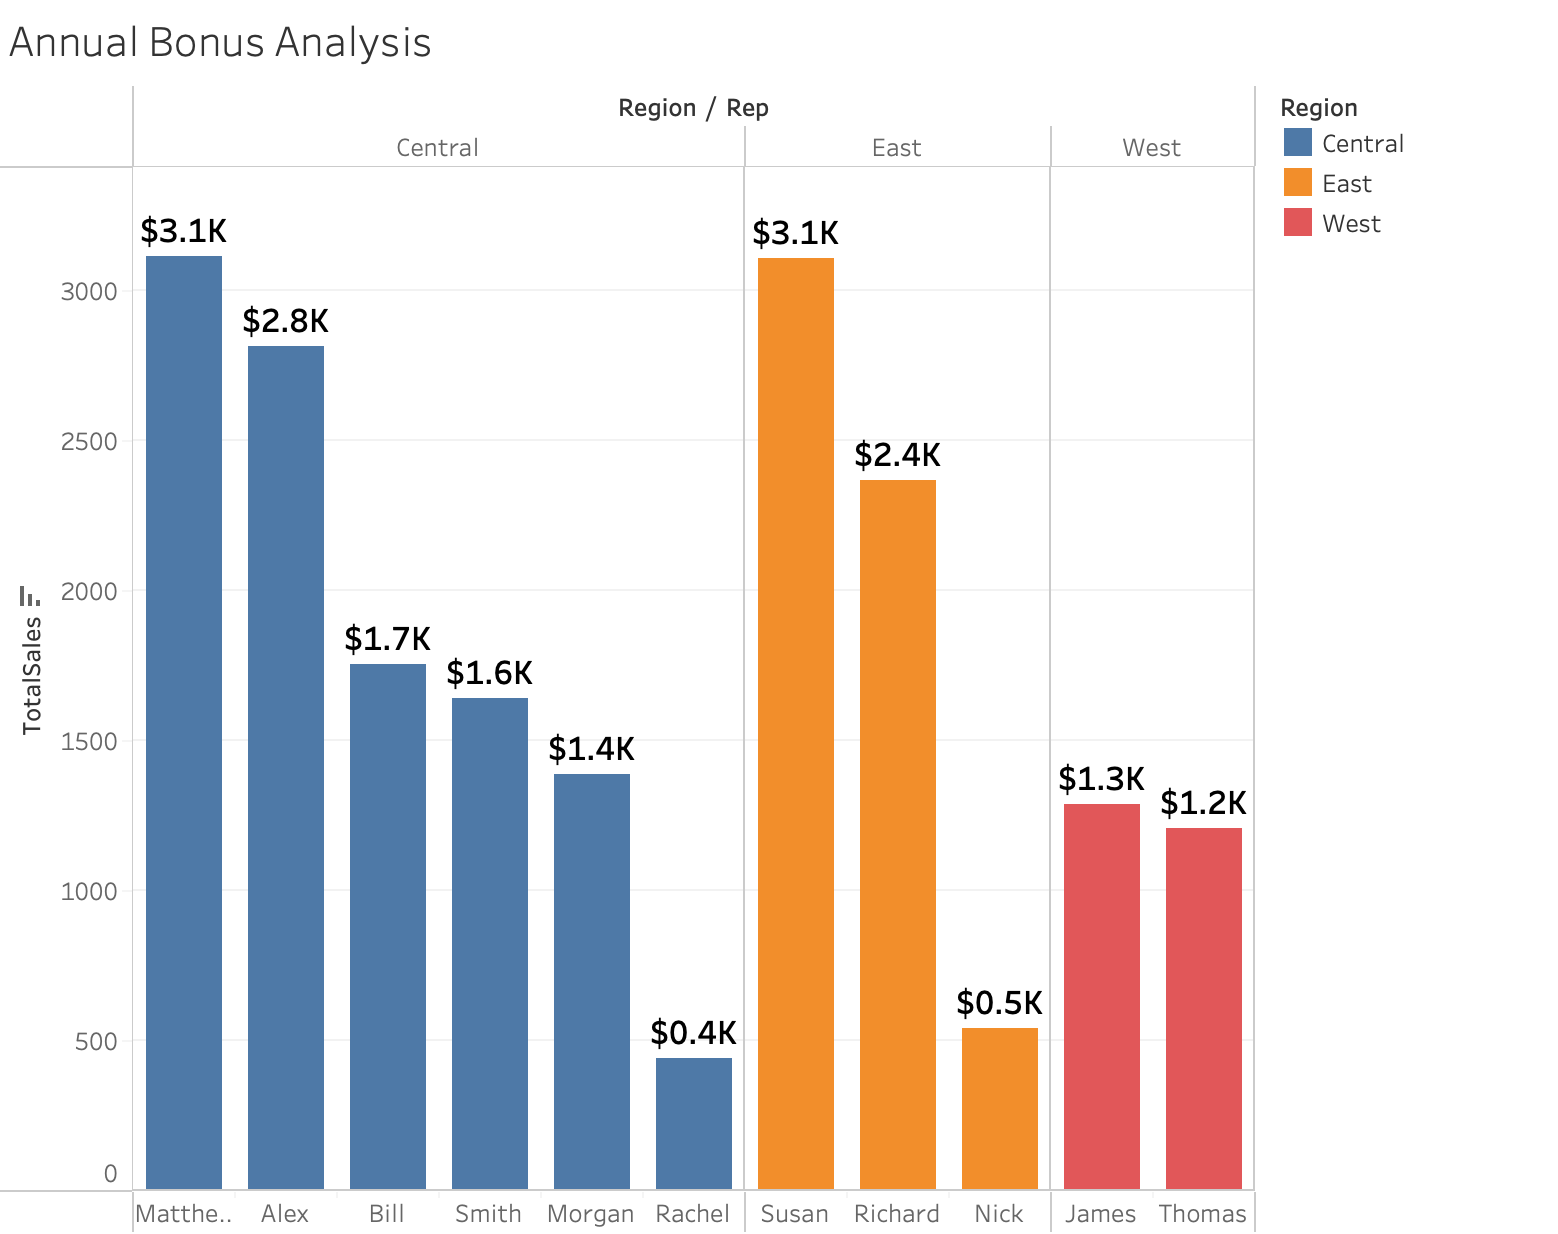 Annual Bonus Analysis
Region / Rep
Central East West
Region
Central
East
West
$3.1K $2.8K $1.7K $1.6K $1.4K $0.4K $3.1K $2.4K $0.5K $1.3K $1.2K
3000
2500
2000
1500
1000
500
0
TotalSales
Matthe.. Alex Bill Smith Morgan Rachel Susan Richard Nick James Thomas